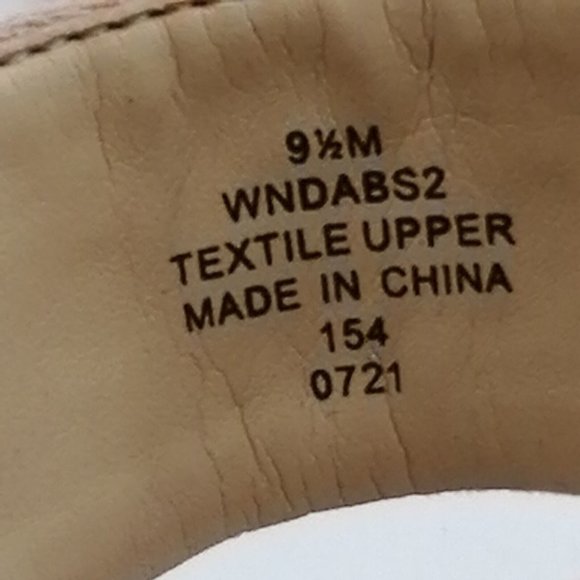 9½M
WNDABS2
TEXTILE UPPER
MADE IN CHINA
154
0721